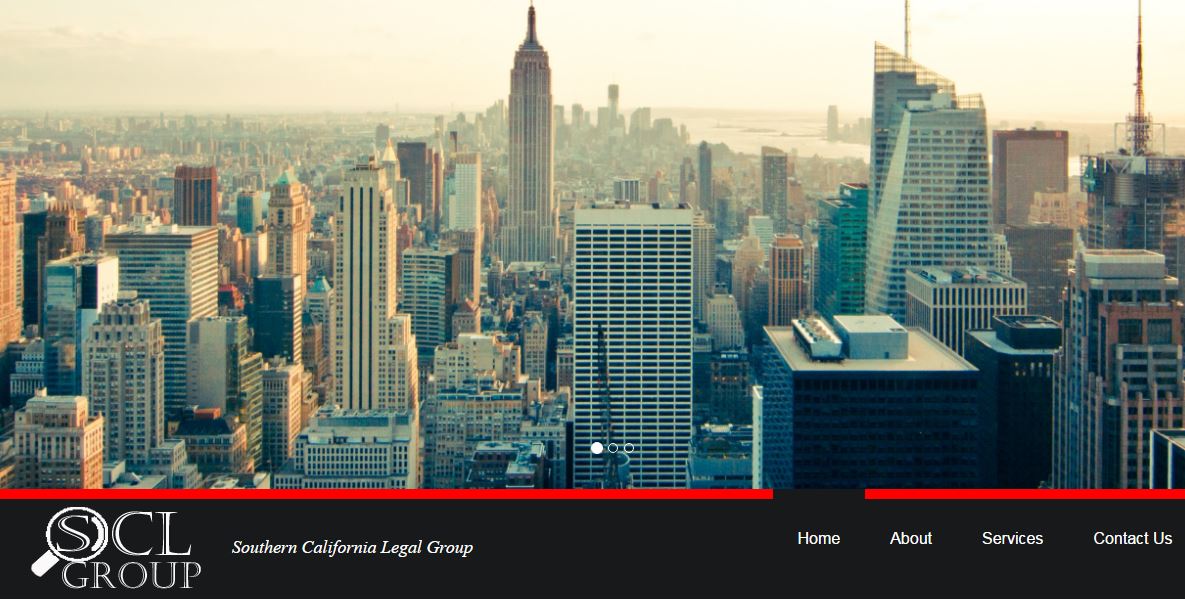 SCL
GROUP
Southern California Legal Group
Home
About
Services
Contact Us